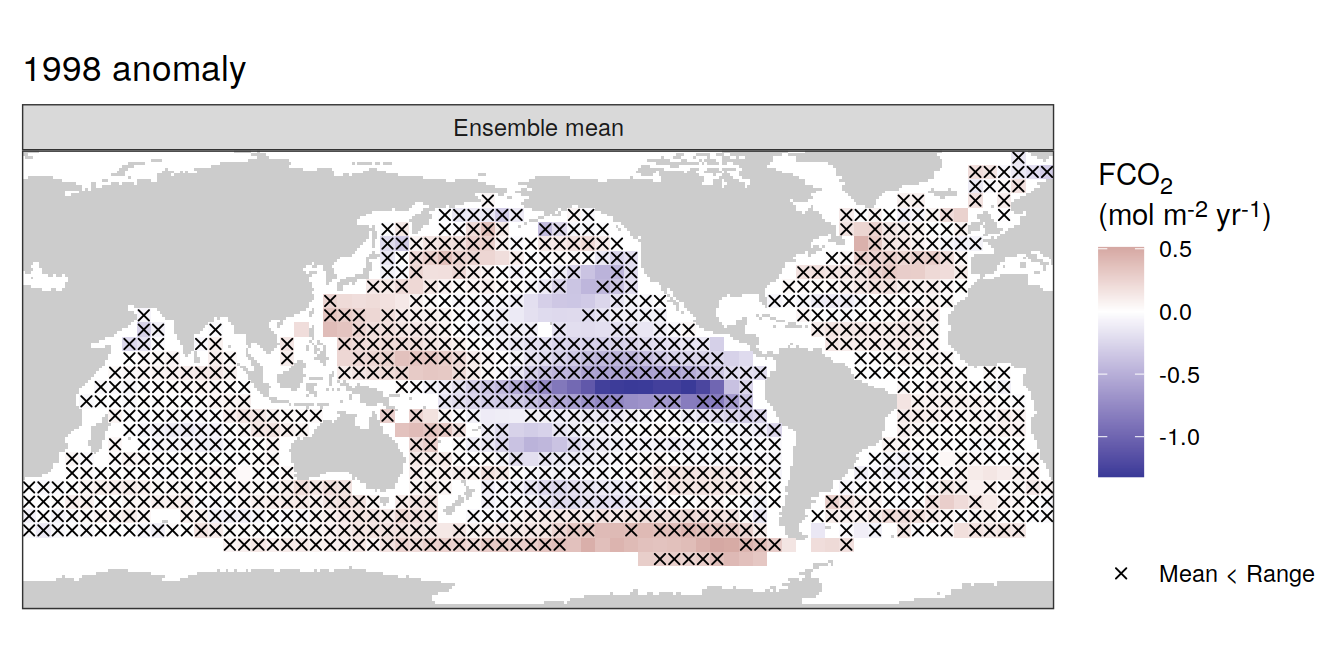 1998 anomaly
Ensemble mean
FCO₂
(mol m⁻² yr⁻¹)
0.5
0.0
-0.5
-1.0
× Mean < Range